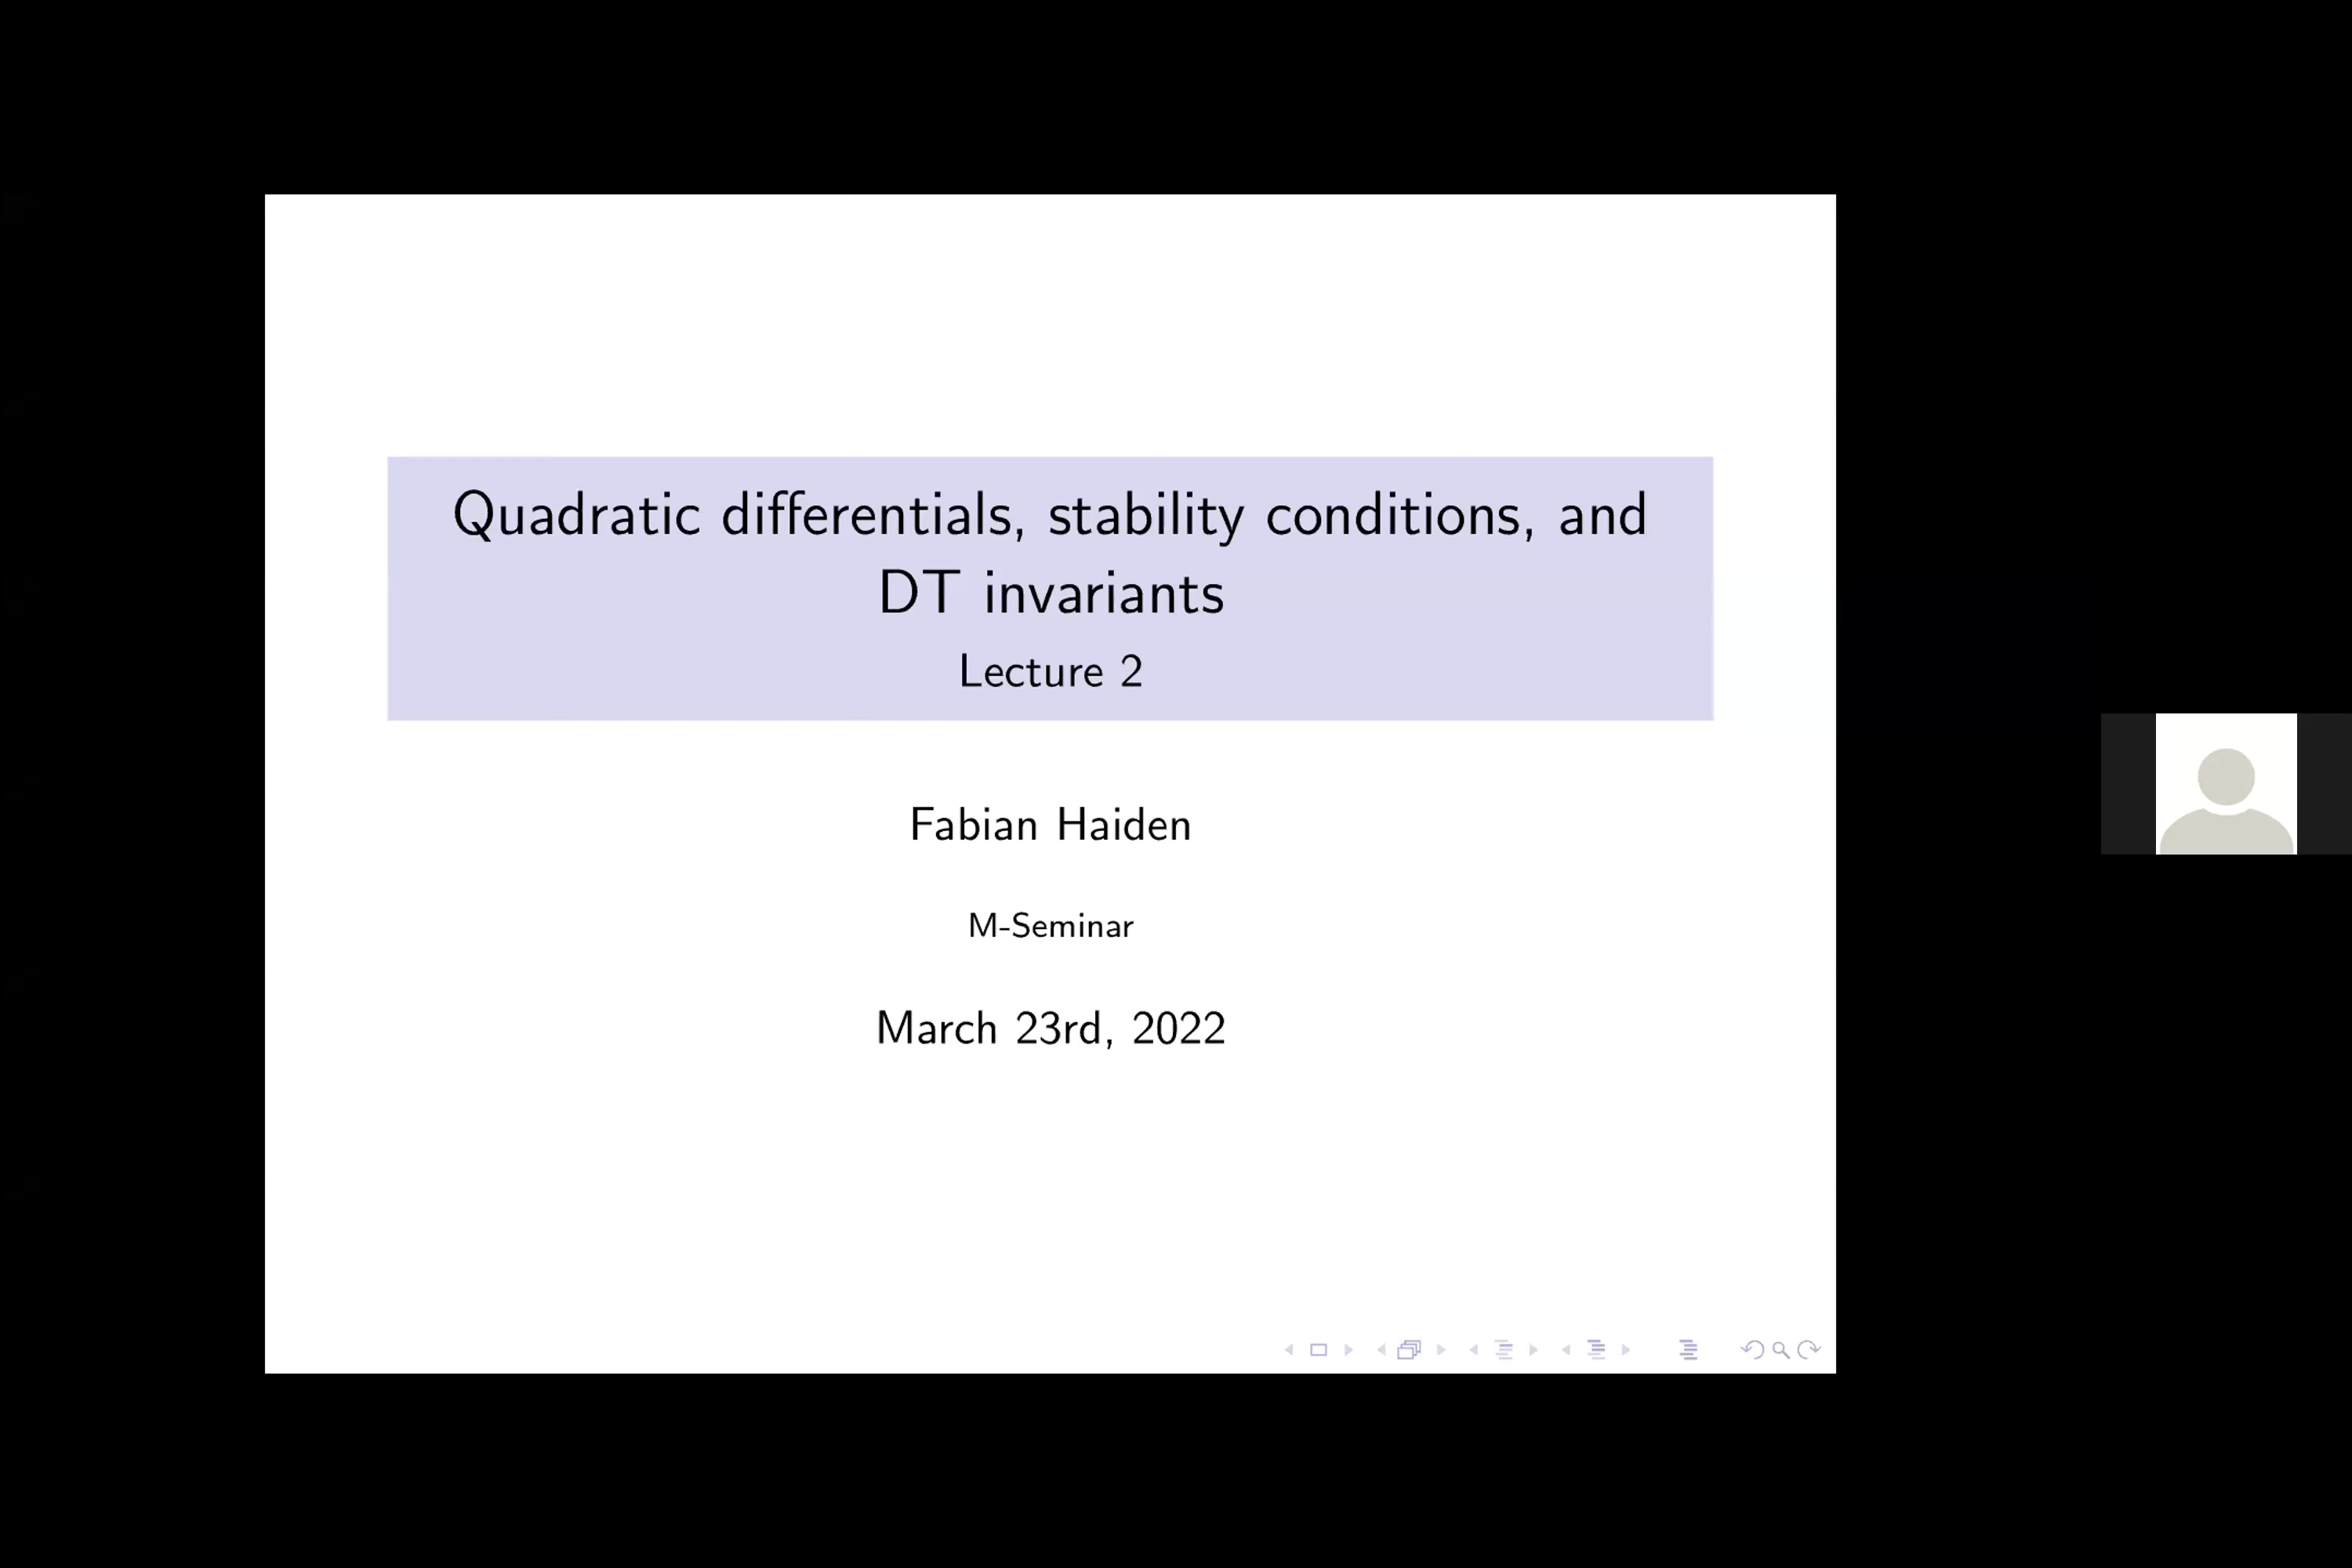 Quadratic differentials, stability conditions, and
DT invariants
Lecture 2
Fabian Haiden
M-Seminar
March 23rd, 2022